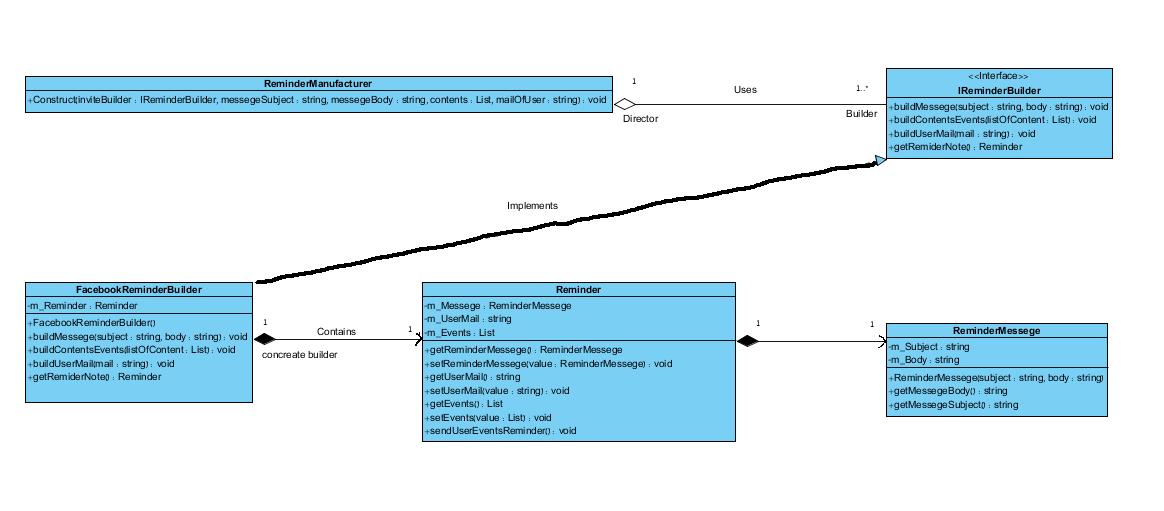 ReminderManufacturer
+Construct(inviteBuilder : IReminderBuilder, messegeSubject : string, messegeBody : string, contents : List, mailOfUser : string) : void
1
Uses
1..*
Director
Builder
<<Interface>>
IReminderBuilder
+buildMessege(subject : string, body : string) : void
+buildContentsEvents(listOfContent : List) : void
+buildUserMail(mail : string) : void
+getRemiderNote() : Reminder
Implements
FacebookReminderBuilder
-m_Reminder : Reminder
+FacebookReminderBuilder()
+buildMessege(subject : string, body : string) : void
+buildContentsEvents(listOfContent : List) : void
+buildUserMail(mail : string) : void
+getRemiderNote() : Reminder
1
Contains
1
concreate builder
Reminder
-m_Messege : ReminderMessege
-m_UserMail : string
-m_Events : List
+getReminderMessege() : ReminderMessege
+setReminderMessege(value : ReminderMessege) : void
+getUserMail() : string
+setUserMail(value : string) : void
+getEvents() : List
+setEvents(value : List) : void
+sendUserEventsReminder() : void
1
1
ReminderMessege
-m_Subject : string
-m_Body : string
+ReminderMessege(subject : string, body : string)
+getMessegeBody() : string
+getMessegeSubject() : string